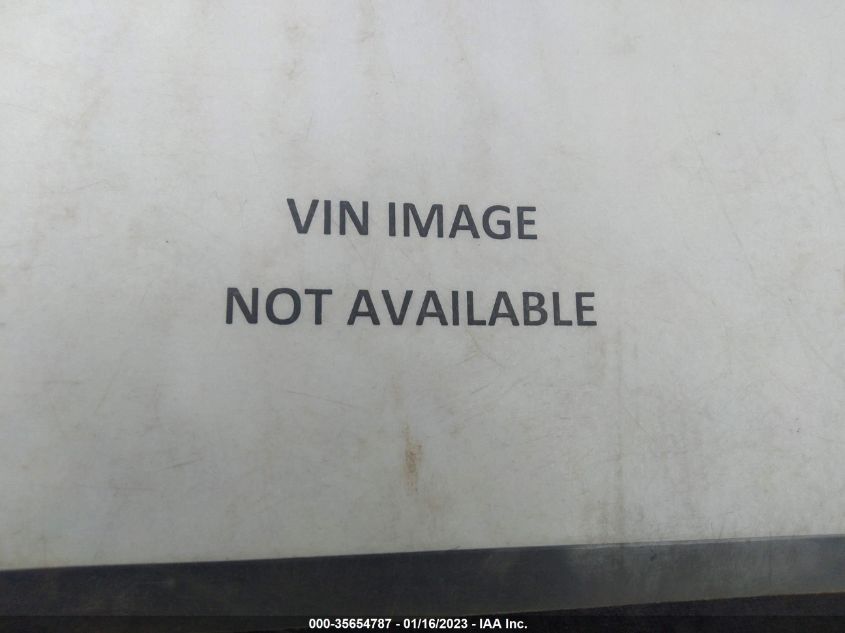 VIN IMAGE
NOT AVAILABLE
000-35654787 - 01/16/2023 - IAA Inc.